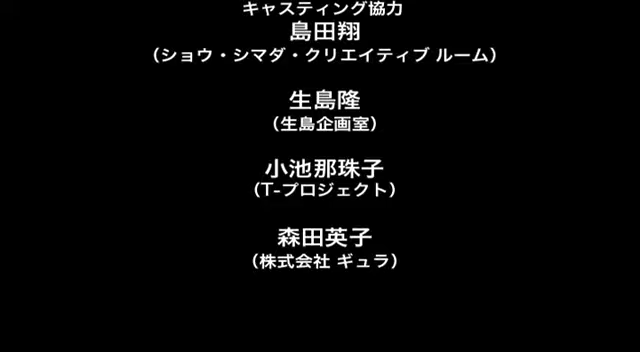 キャスティング協力
島田翔
（ショウ・シマダ・クリエイティブ ルーム）
生島隆
（生島企画室）
小池那珠子
（T-プロジェクト）
森田英子
（株式会社 ギュラ）